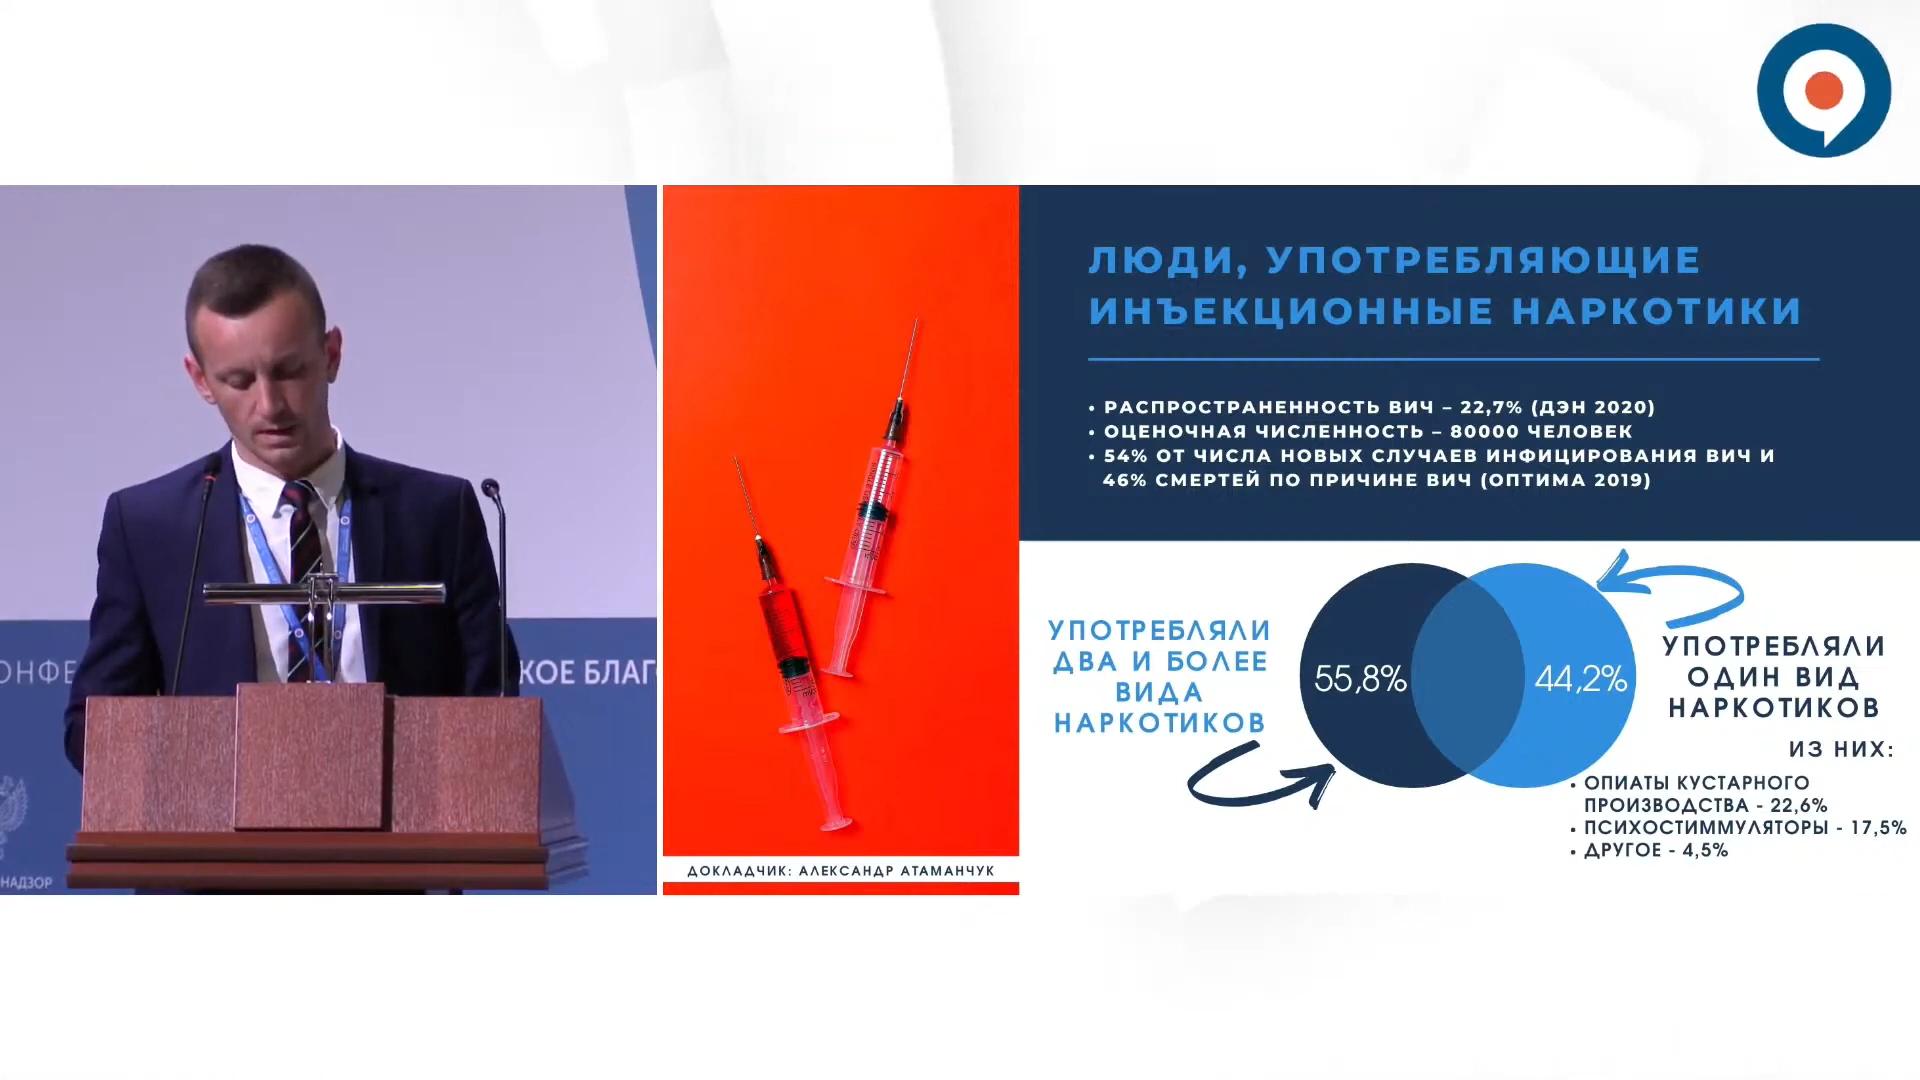 ЛЮДИ, УПОТРЕБЛЯЮЩИЕ
ИНЪЕКЦИОННЫЕ НАРКОТИКИ
• РАСПРОСТРАНЕННОСТЬ ВИЧ – 22,7% (ДЭН 2020)
• ОЦЕНОЧНАЯ ЧИСЛЕННОСТЬ – 80000 ЧЕЛОВЕК
• 54% ОТ ЧИСЛА НОВЫХ СЛУЧАЕВ ИНФИЦИРОВАНИЯ ВИЧ И
46% СМЕРТЕЙ ПО ПРИЧИНЕ ВИЧ (ОПТИМА 2019)
УПОТРЕБЛЯЛИ
ДВА И БОЛЕЕ
ВИДА
НАРКОТИКОВ
55,8%
44,2%
УПОТРЕБЛЯЛИ
ОДИН ВИД
НАРКОТИКОВ
ИЗ НИХ:
• ОПИАТЫ КУСТАРНОГО
ПРОИЗВОДСТВА - 22,6%
• ПСИХОСТИММУЛЯТОРЫ - 17,5%
• ДРУГОЕ - 4,5%
ДОКЛАДЧИК: АЛЕКСАНДР АТАМАНЧУК
ОНФЕ
КОЕ БЛАГО
НАДЗОР